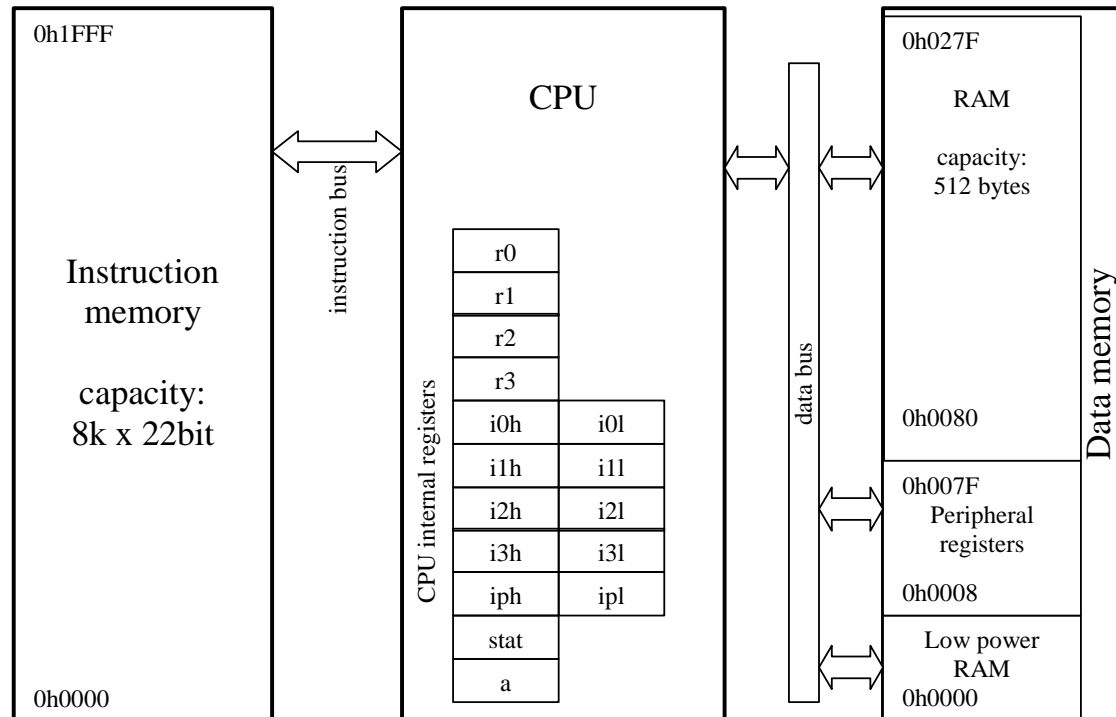 0h1FFF
Instruction
memory
capacity:
8k x 22bit
0h0000
instruction bus
CPU
CPU internal registers
r0
r1
r2
r3
i0h i0l
i1h i1l
i2h i2l
i3h i3l
iph ipl
stat
a
data bus
0h027F
RAM
capacity:
512 bytes
0h0080
0h007F
Peripheral
registers
0h0008
Low power
RAM
0h0000
Data memory